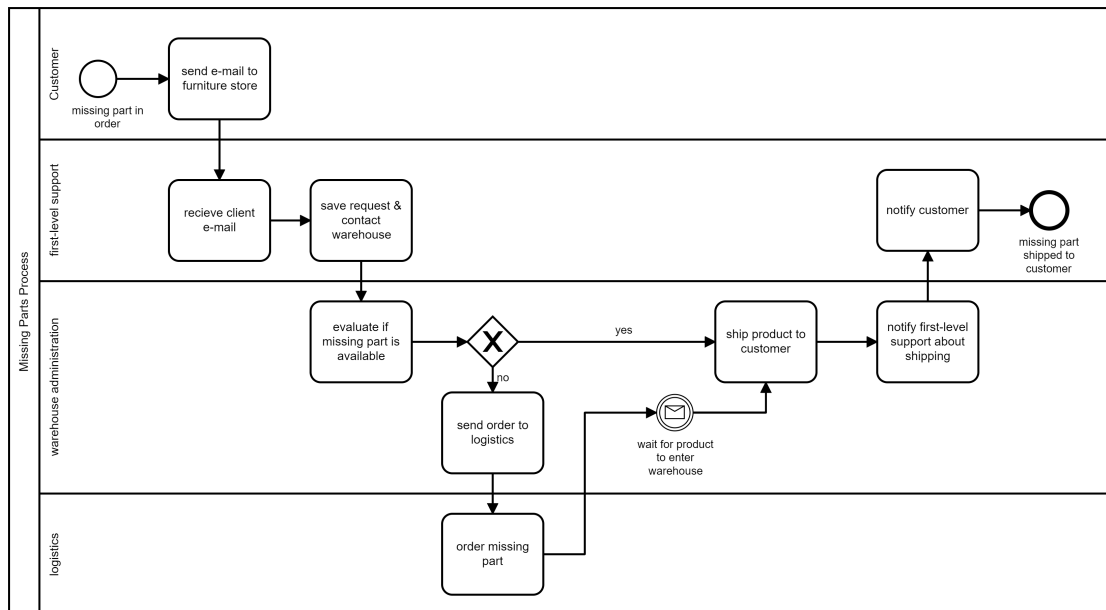 Missing Parts Process
Customer
missing part in
order
send e-mail to
furniture store
first-level support
recieve client
e-mail
save request &
contact
warehouse
notify customer
missing part
shipped to
customer
warehouse administration
evaluate if
missing part is
available
yes
no
send order to
logistics
wait for product
to enter
warehouse
ship product to
customer
notify first-level
support about
shipping
logistics
order missing
part